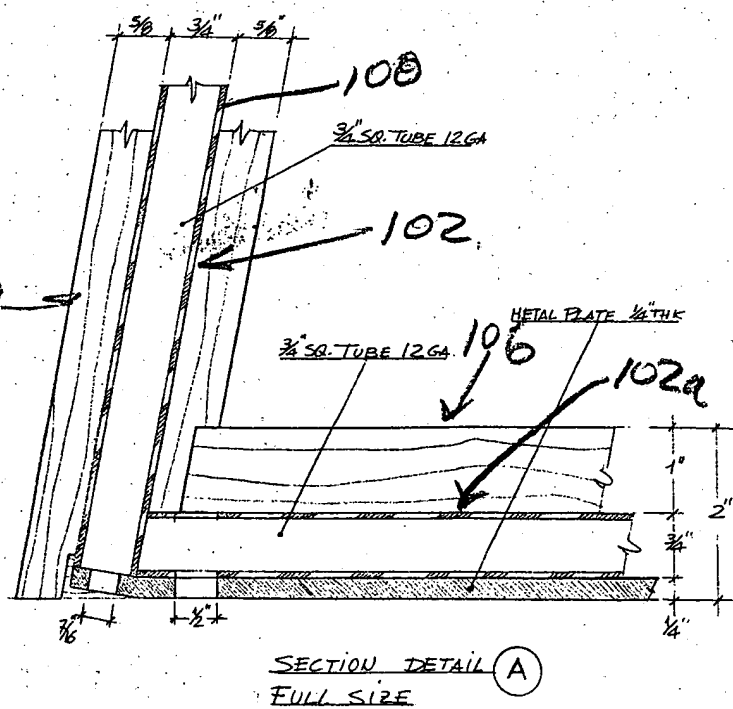 5/8 3/4" 5/8"
108
3/4" SQ. TUBE 12GA
102
METAL PLATE 1/4" THK
3/4" SQ. TUBE 12GA.
106
102a
1"
2"
3/4"
1/4"
7/16"
1/2"
SECTION DETAIL A
FULL SIZE